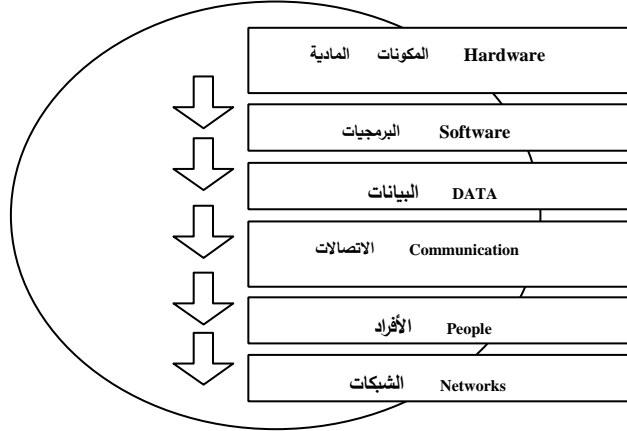 المكونات المادية Hardware
البرمجيات Software
البيانات DATA
الاتصالات Communication
الأفراد People
الشبكات Networks